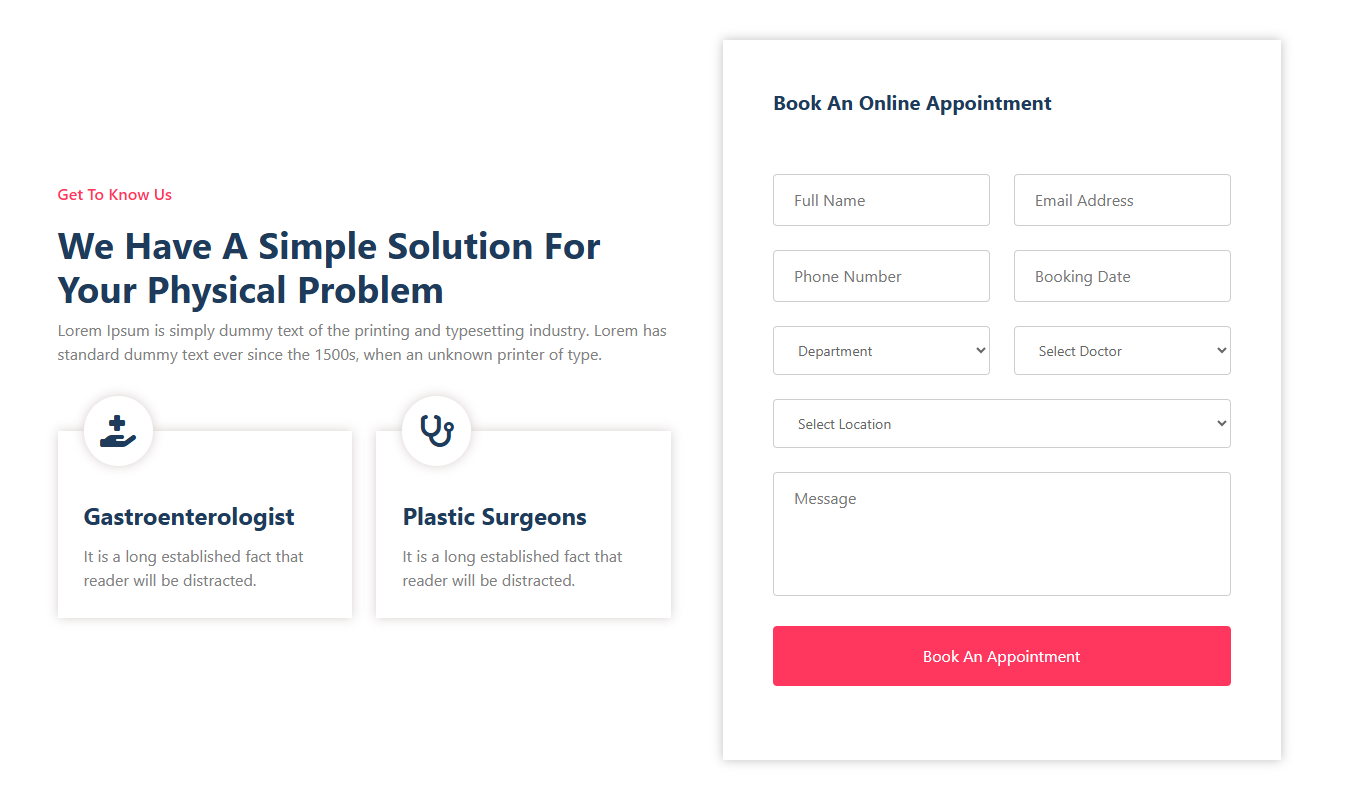 Get To Know Us
We Have A Simple Solution For
Your Physical Problem
Lorem Ipsum is simply dummy text of the printing and typesetting industry. Lorem has
standard dummy text ever since the 1500s, when an unknown printer of type.
Gastroenterologist
It is a long established fact that
reader will be distracted.
Plastic Surgeons
It is a long established fact that
reader will be distracted.
Book An Online Appointment
Full Name
Email Address
Phone Number
Booking Date
Department
Select Doctor
Select Location
Message
Book An Appointment